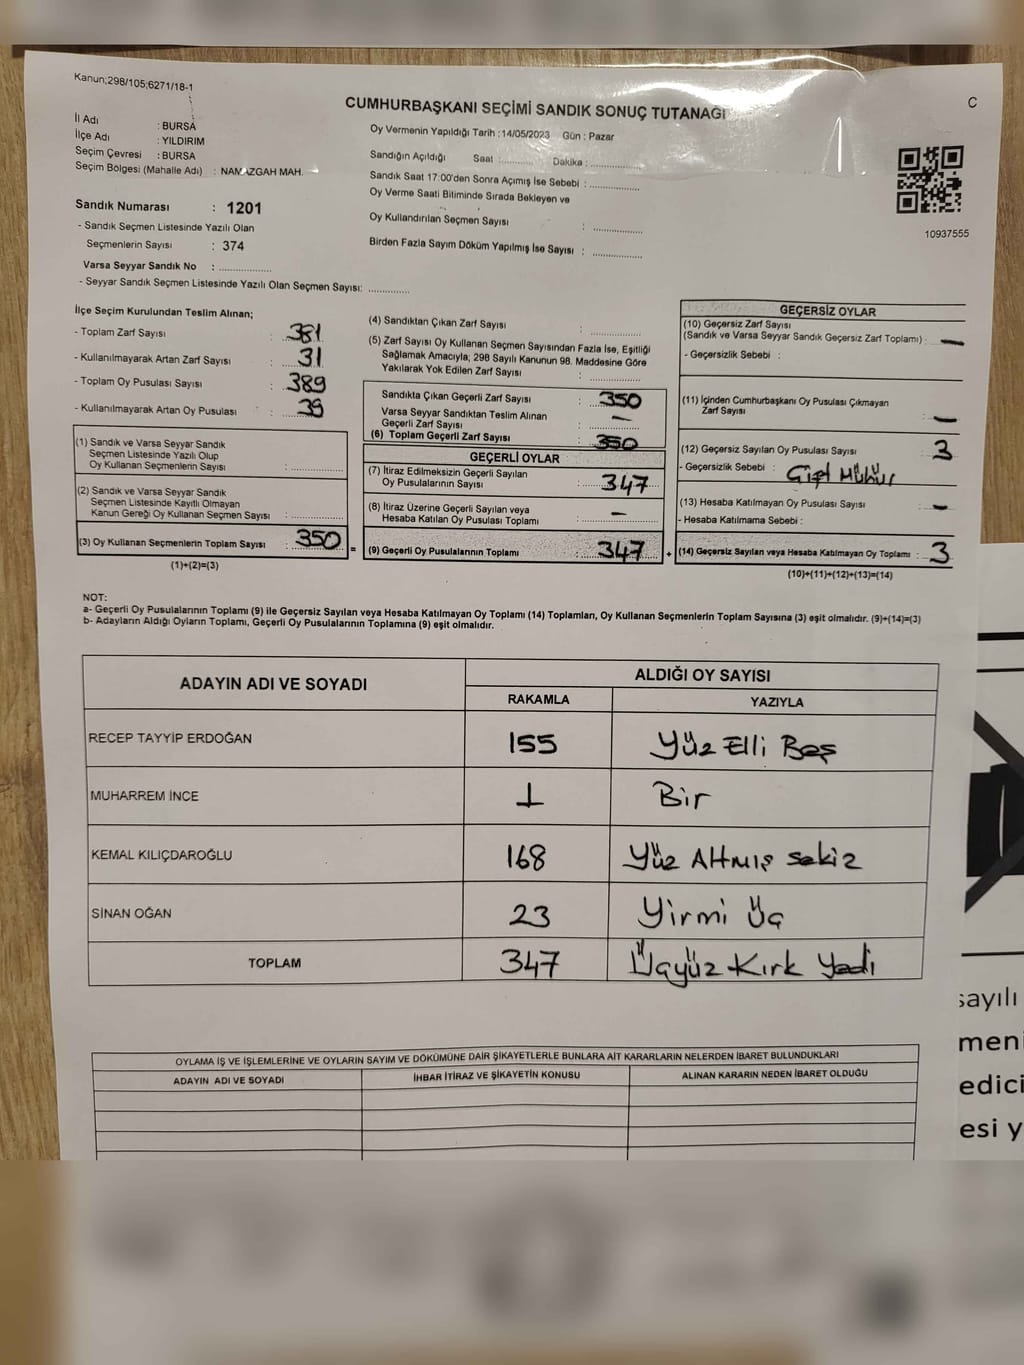 Kanun;298/105;6271/18-1
C
CUMHURBAŞKANI SEÇİMİ SANDIK SONUÇ TUTANAĞI
İl Adı : BURSA
İlçe Adı : YILDIRIM
Seçim Çevresi : BURSA
Seçim Bölgesi (Mahalle Adı) : NAMAZGAH MAH.
Sandık Numarası : 1201
- Sandık Seçmen Listesinde Yazılı Olan
Seçmenlerin Sayısı : 374
Varsa Seyyar Sandık No : ..................
- Seyyar Sandık Seçmen Listesinde Yazılı Olan Seçmen Sayısı: .............
Oy Vermenin Yapıldığı Tarih :14/05/2023 Gün : Pazar
Sandığın Açıldığı Saat :........... Dakika :................
Sandık Saat 17:00'den Sonra Açımış İse Sebebi :................
Oy Verme Saati Bitiminde Sırada Bekleyen ve
Oy Kullandırılan Seçmen Sayısı : ................
Birden Fazla Sayım Döküm Yapılmış İse Sayısı : ................
10937555
İlçe Seçim Kurulundan Teslim Alınan;
- Toplam Zarf Sayısı : 381
- Kullanılmayarak Artan Zarf Sayısı : 31
- Toplam Oy Pusulası Sayısı : 389
- Kullanılmayarak Artan Oy Pusulası : 39
(1) Sandık ve Varsa Seyyar Sandık
Seçmen Listesinde Yazılı Olup
Oy Kullanan Seçmenlerin Sayısı : ................
(2) Sandık ve Varsa Seyyar Sandık
Seçmen Listesinde Kayıtlı Olmayan
Kanun Gereği Oy Kullanan Seçmen Sayısı : ................
(3) Oy Kullanan Seçmenlerin Toplam Sayısı : 350 =
(1)+(2)=(3)
(4) Sandıktan Çıkan Zarf Sayısı : ................
(5) Zarf Sayısı Oy Kullanan Seçmen Sayısından Fazla İse, Eşitliği
Sağlamak Amacıyla; 298 Sayılı Kanunun 98. Maddesine Göre
Yakılarak Yok Edilen Zarf Sayısı : ................
Sandıkta Çıkan Geçerli Zarf Sayısı : 350
Varsa Seyyar Sandıktan Teslim Alınan
Geçerli Zarf Sayısı : —
(6) Toplam Geçerli Zarf Sayısı : 350
GEÇERLİ OYLAR
(7) İtiraz Edilmeksizin Geçerli Sayılan
Oy Pusulalarının Sayısı : 347
(8) İtiraz Üzerine Geçerli Sayılan veya
Hesaba Katılan Oy Pusulası Toplamı : —
(9) Geçerli Oy Pusulalarının Toplamı : 347 +
GEÇERSİZ OYLAR
(10) Geçersiz Zarf Sayısı
(Sandık ve Varsa Seyyar Sandık Geçersiz Zarf Toplamı) : —
- Geçersizlik Sebebi :
(11) İçinden Cumhurbaşkanı Oy Pusulası Çıkmayan
Zarf Sayısı : —
(12) Geçersiz Sayılan Oy Pusulası Sayısı : 3
- Geçersizlik Sebebi : Çift Mühür
(13) Hesaba Katılmayan Oy Pusulası Sayısı : —
- Hesaba Katılmama Sebebi :
(14) Geçersiz Sayılan veya Hesaba Katılmayan Oy Toplamı : 3
(10)+(11)+(12)+(13)=(14)
NOT:
a- Geçerli Oy Pusulalarının Toplamı (9) ile Geçersiz Sayılan veya Hesaba Katılmayan Oy Toplamı (14) Toplamları, Oy Kullanan Seçmenlerin Toplam Sayısına (3) eşit olmalıdır. (9)+(14)=(3)
b- Adayların Aldığı Oyların Toplamı, Geçerli Oy Pusulalarının Toplamına (9) eşit olmalıdır.
ADAYIN ADI VE SOYADI ALDIĞI OY SAYISI
RAKAMLA YAZIYLA
RECEP TAYYİP ERDOĞAN 155 Yüz Elli Beş
MUHARREM İNCE 1 Bir
KEMAL KILIÇDAROĞLU 168 Yüz Altmış sekiz
SİNAN OĞAN 23 Yirmi Üç
TOPLAM 347 Üçyüz Kırk Yedi
OYLAMA İŞ VE İŞLEMLERİNE VE OYLARIN SAYIM VE DÖKÜMÜNE DAİR ŞİKAYETLERLE BUNLARA AİT KARARLARIN NELERDEN İBARET BULUNDUKLARI
ADAYIN ADI VE SOYADI İHBAR İTİRAZ VE ŞİKAYETİN KONUSU ALINAN KARARIN NEDEN İBARET OLDUĞU
sayılı
meni
edici
esi y